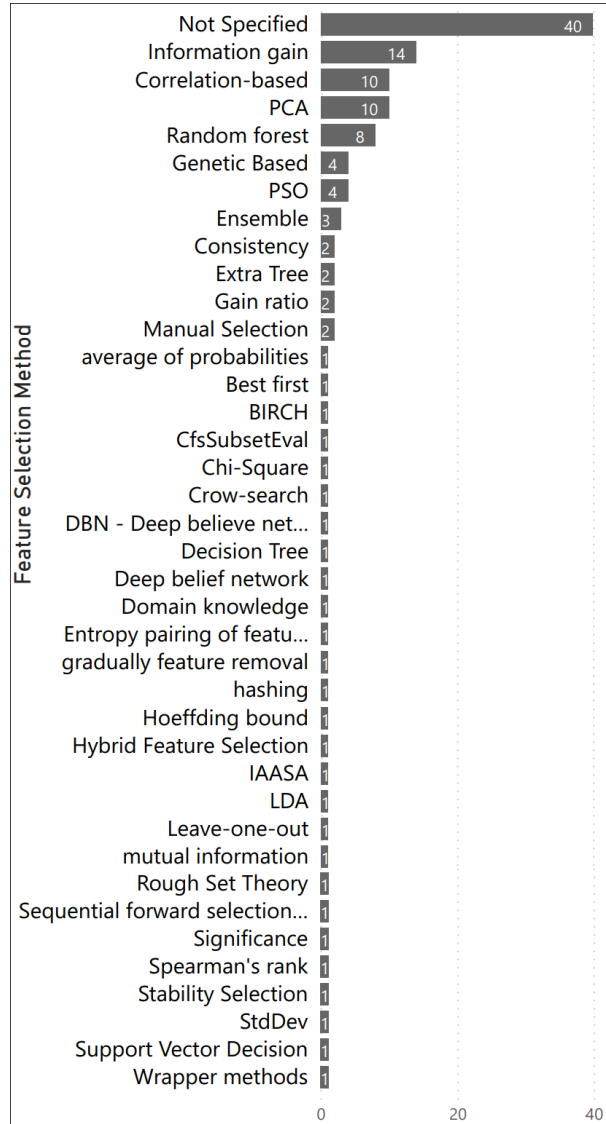 Feature Selection Method
Not Specified 40
Information gain 14
Correlation-based 10
PCA 10
Random forest 8
Genetic Based 4
PSO 4
Ensemble 3
Consistency 2
Extra Tree 2
Gain ratio 2
Manual Selection 2
average of probabilities 1
Best first 1
BIRCH 1
CfsSubsetEval 1
Chi-Square 1
Crow-search 1
DBN - Deep believe net... 1
Decision Tree 1
Deep belief network 1
Domain knowledge 1
Entropy pairing of featu... 1
gradually feature removal 1
hashing 1
Hoeffding bound 1
Hybrid Feature Selection 1
IAASA 1
LDA 1
Leave-one-out 1
mutual information 1
Rough Set Theory 1
Sequential forward selection... 1
Significance 1
Spearman's rank 1
Stability Selection 1
StdDev 1
Support Vector Decision 1
Wrapper methods 1
0 20 40